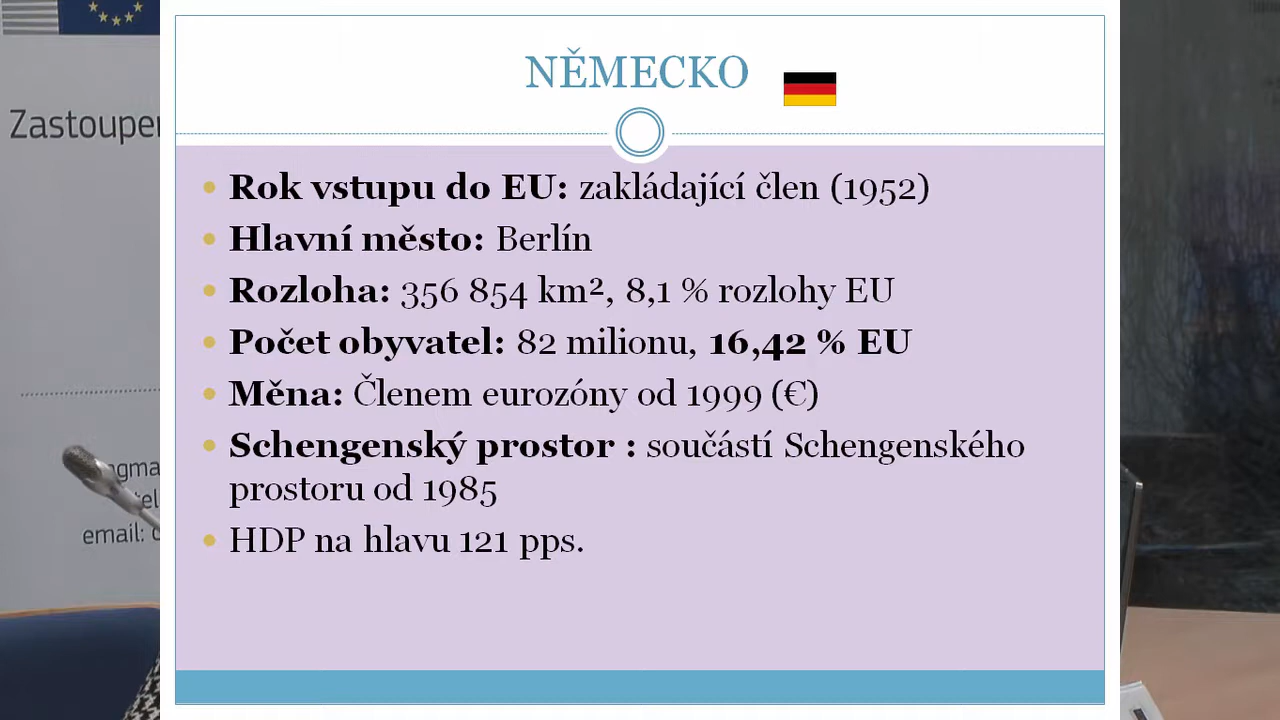 NĚMECKO
Zastoupe
Rok vstupu do EU: zakládající člen (1952)
Hlavní město: Berlín
Rozloha: 356 854 km², 8,1 % rozlohy EU
Počet obyvatel: 82 milionu, 16,42 % EU
Měna: Členem eurozóny od 1999 (€)
Schengenský prostor : součástí Schengenského
prostoru od 1985
HDP na hlavu 121 pps.
email: